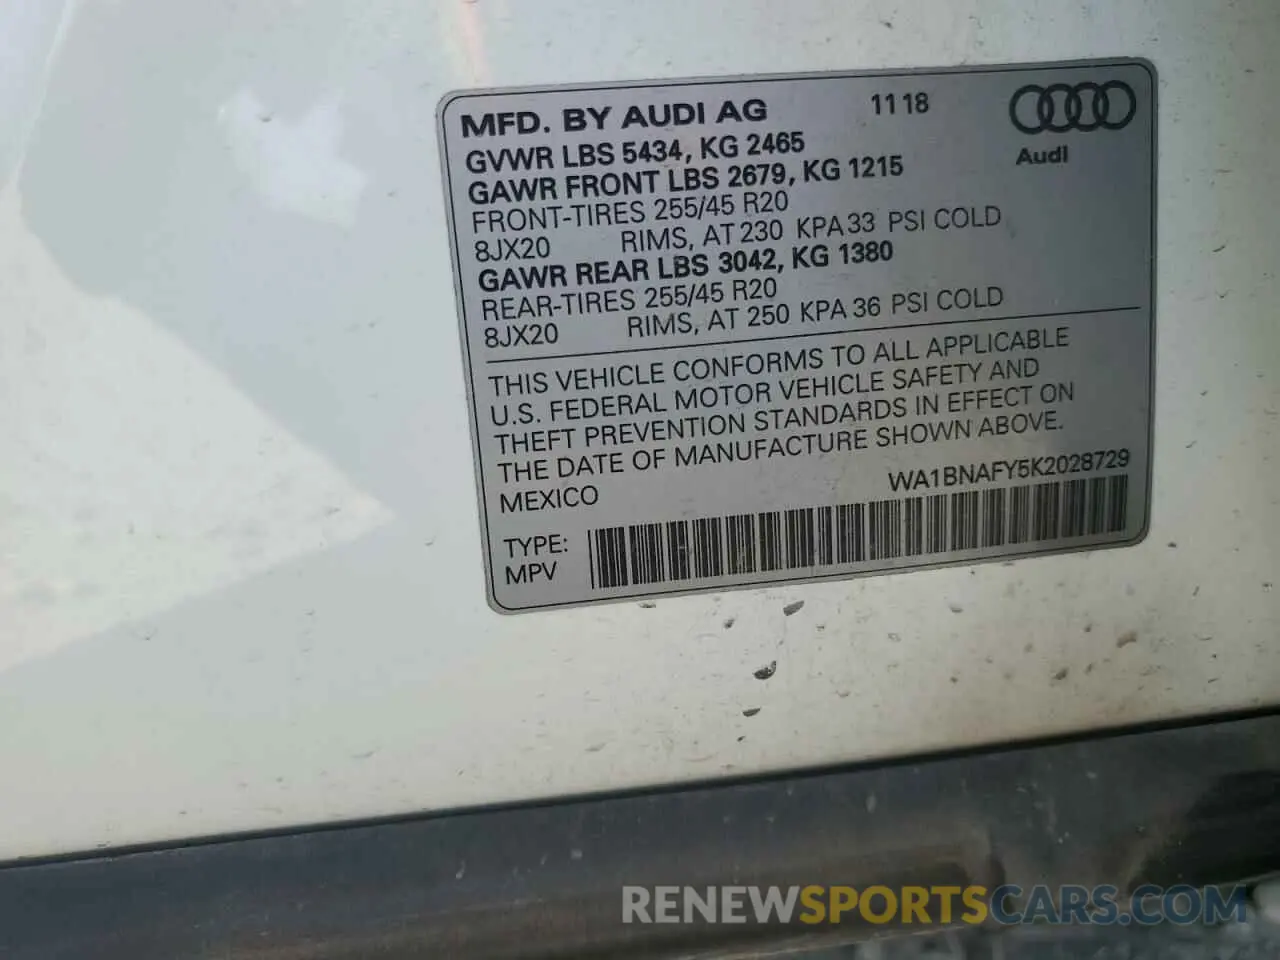 MFD. BY AUDI AG 11 18
Audi
GVWR LBS 5434, KG 2465
GAWR FRONT LBS 2679, KG 1215
FRONT-TIRES 255/45 R20
8JX20 RIMS, AT 230 KPA 33 PSI COLD
GAWR REAR LBS 3042, KG 1380
REAR-TIRES 255/45 R20
8JX20 RIMS, AT 250 KPA 36 PSI COLD
THIS VEHICLE CONFORMS TO ALL APPLICABLE
U.S. FEDERAL MOTOR VEHICLE SAFETY AND
THEFT PREVENTION STANDARDS IN EFFECT ON
THE DATE OF MANUFACTURE SHOWN ABOVE.
MEXICO WA1BNAFY5K2028729
TYPE:
MPV
RENEWSPORTSCARS.COM